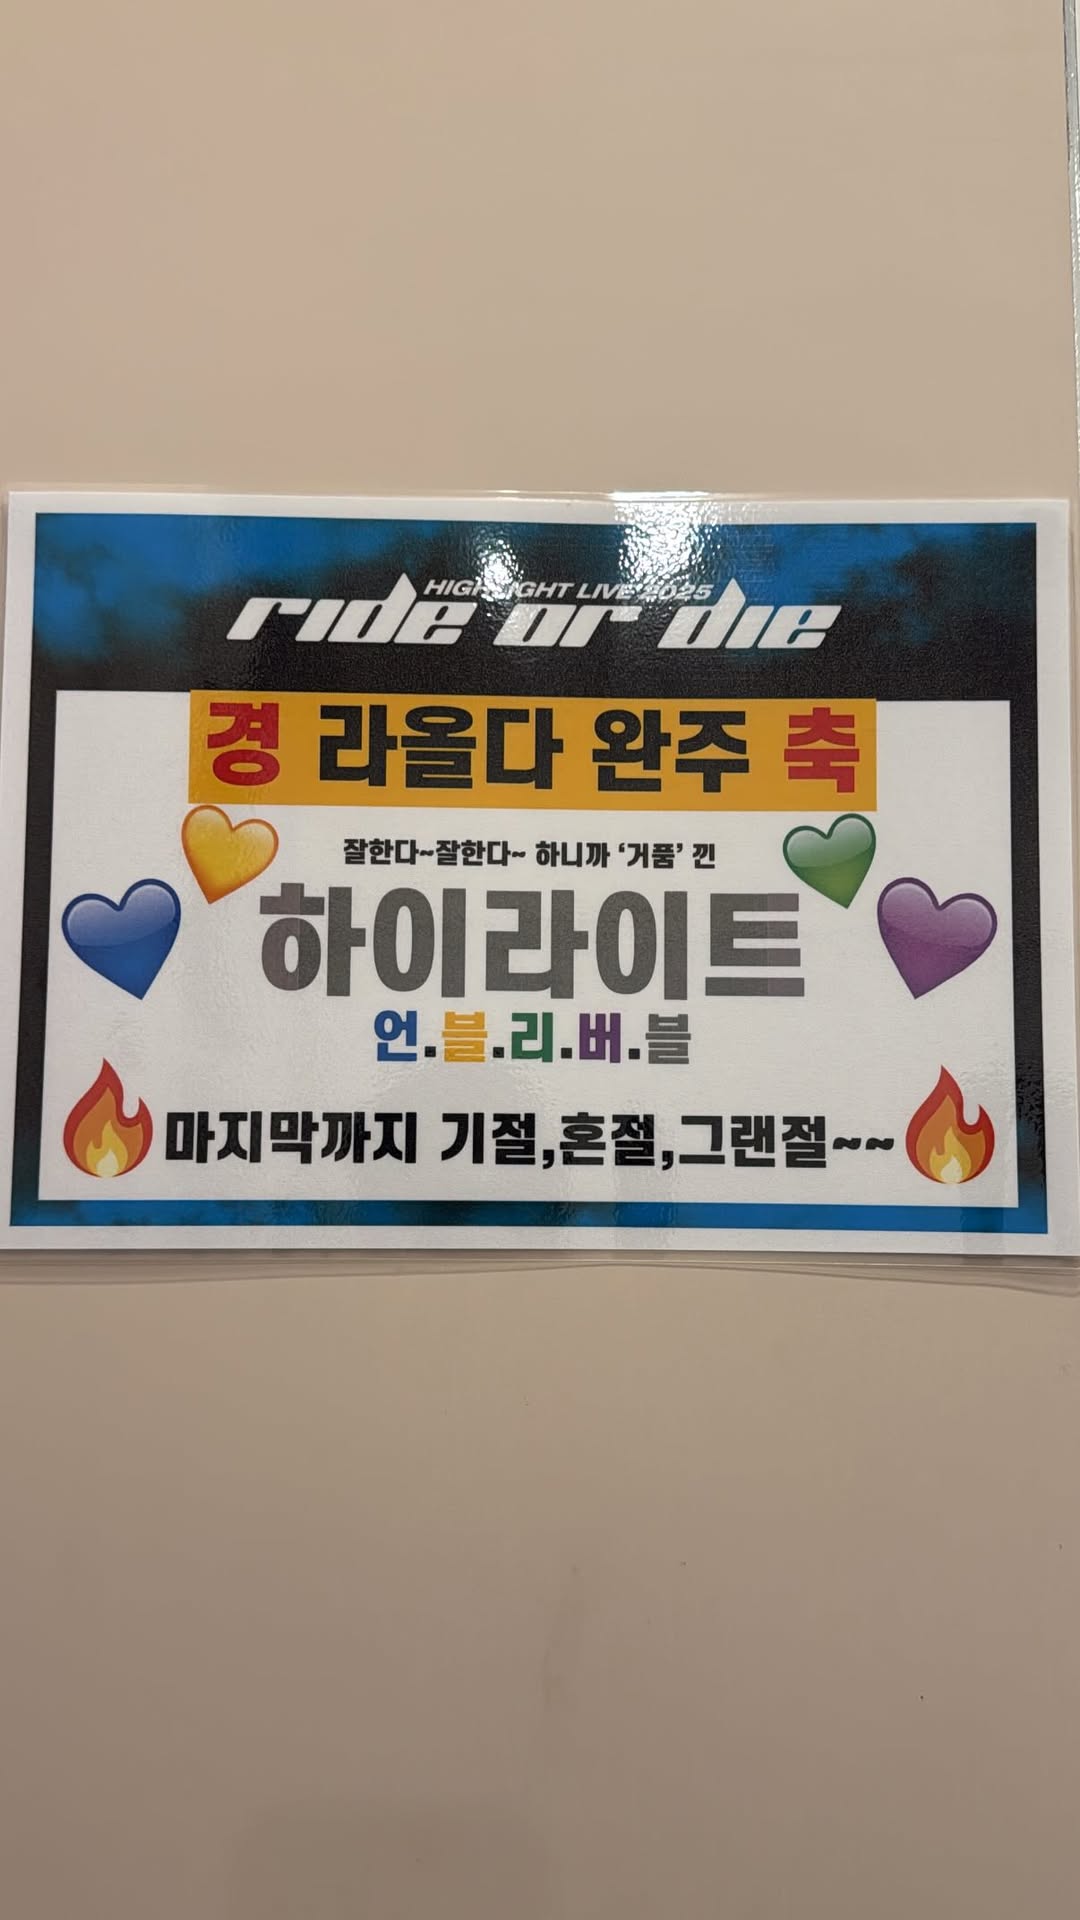 HIGHLIGHT LIVE 2025
ride or die
경 라올다 완주 축
잘한다~잘한다~ 하니까 ‘거품’ 낀
하이라이트
언.블.리.버.블
마지막까지 기절,혼절,그랜절~~